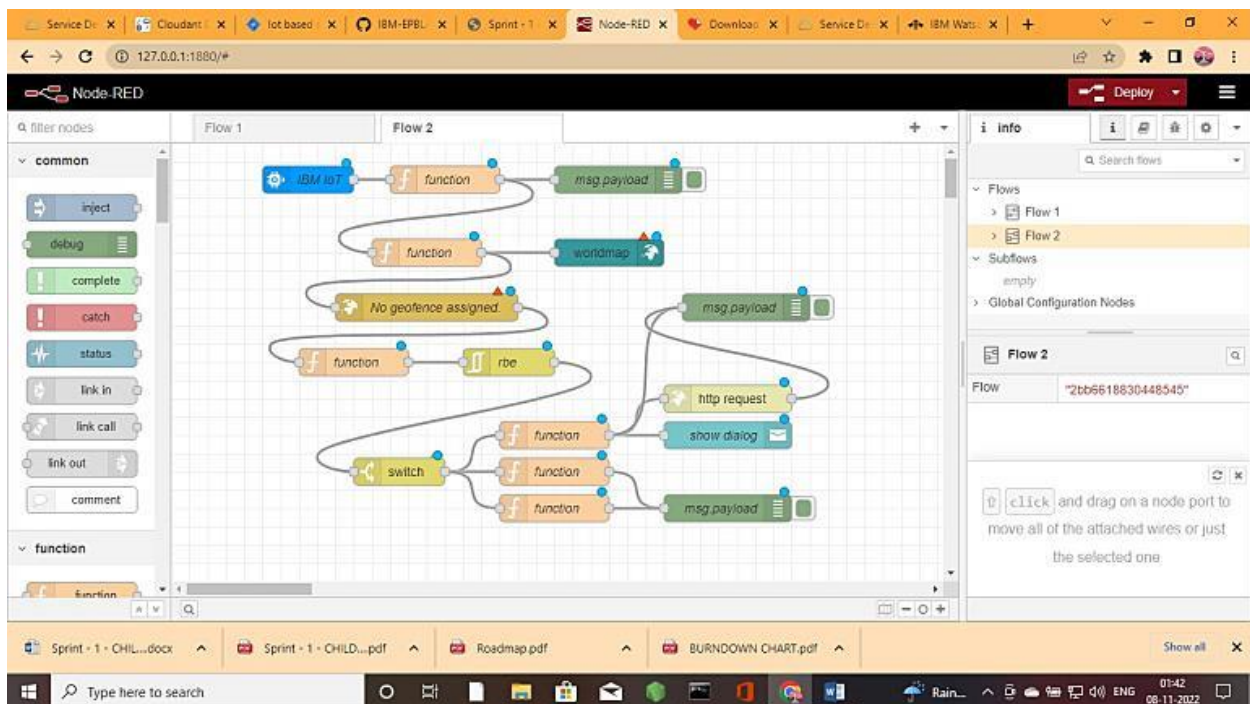 Service De
Cloudant
Iot based
IBM-EPBL
Sprint - 1
Node-RED
Download
Service De
IBM Wats
127.0.0.1:1880/#
Node-RED
Deploy
filter nodes
Flow 1
Flow 2
info
i
common
Search flows
inject
debug
complete
catch
status
link in
link call
link out
comment
function
function
IBM IoT
function
msg.payload
function
worldmap
No geofence assigned.
msg.payload
function
rbe
http request
function
show dialog
switch
function
function
msg.payload
Flows
Flow 1
Flow 2
Subflows
empty
Global Configuration Nodes
Flow 2
Flow
"2bb6618830448545"
click and drag on a node port to
move all of the attached wires or just
the selected one
Sprint - 1 - CHIL....docx
Sprint - 1 - CHILD....pdf
Roadmap.pdf
BURNDOWN CHART.pdf
Show all
Type here to search
Rain...
ENG
01:42
08-11-2022